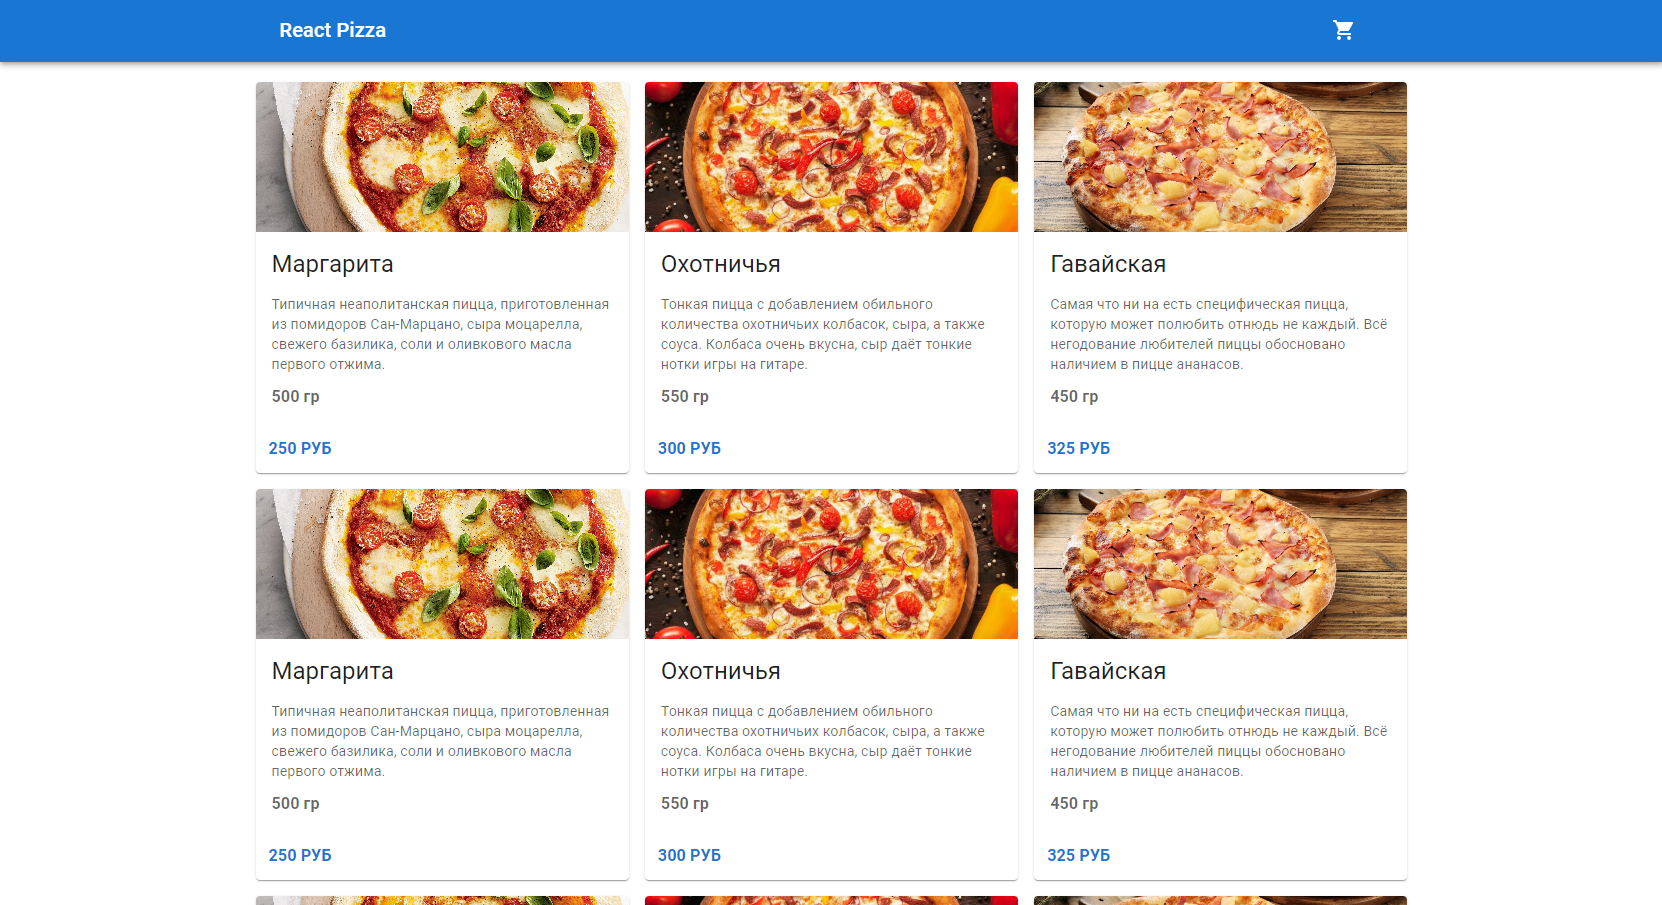 React Pizza
Маргарита
Типичная неаполитанская пицца, приготовленная
из помидоров Сан-Марцано, сыра моцарелла,
свежего базилика, соли и оливкового масла
первого отжима.
500 гр
250 РУБ
Охотничья
Тонкая пицца с добавлением обильного
количества охотничьих колбасок, сыра, а также
соуса. Колбаса очень вкусна, сыр даёт тонкие
нотки игры на гитаре.
550 гр
300 РУБ
Гавайская
Самая что ни на есть специфическая пицца,
которую может полюбить отнюдь не каждый. Всё
негодование любителей пиццы обосновано
наличием в пицце ананасов.
450 гр
325 РУБ
Маргарита
Типичная неаполитанская пицца, приготовленная
из помидоров Сан-Марцано, сыра моцарелла,
свежего базилика, соли и оливкового масла
первого отжима.
500 гр
250 РУБ
Охотничья
Тонкая пицца с добавлением обильного
количества охотничьих колбасок, сыра, а также
соуса. Колбаса очень вкусна, сыр даёт тонкие
нотки игры на гитаре.
550 гр
300 РУБ
Гавайская
Самая что ни на есть специфическая пицца,
которую может полюбить отнюдь не каждый. Всё
негодование любителей пиццы обосновано
наличием в пицце ананасов.
450 гр
325 РУБ